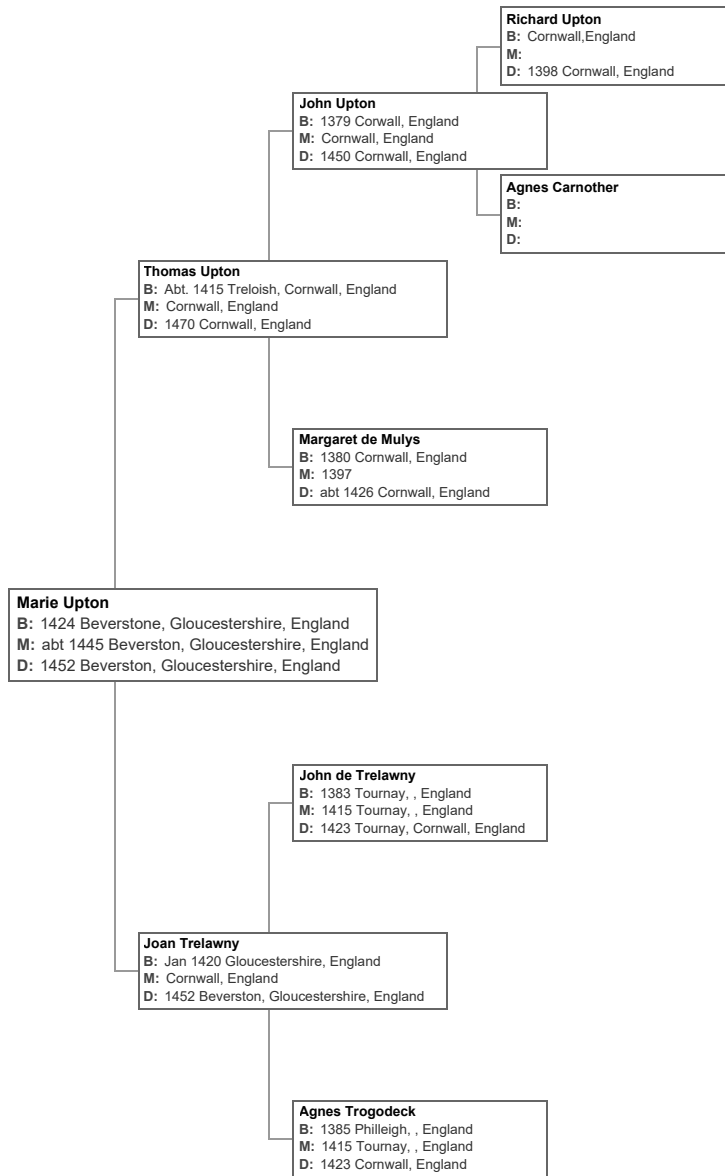 Richard Upton
B: Cornwall,England
M:
D: 1398 Cornwall, England
John Upton
B: 1379 Corwall, England
M: Cornwall, England
D: 1450 Cornwall, England
Agnes Carnother
B:
M:
D:
Thomas Upton
B: Abt. 1415 Treloish, Cornwall, England
M: Cornwall, England
D: 1470 Cornwall, England
Margaret de Mulys
B: 1380 Cornwall, England
M: 1397
D: abt 1426 Cornwall, England
Marie Upton
B: 1424 Beverstone, Gloucestershire, England
M: abt 1445 Beverston, Gloucestershire, England
D: 1452 Beverston, Gloucestershire, England
John de Trelawny
B: 1383 Tournay, , England
M: 1415 Tournay, , England
D: 1423 Tournay, Cornwall, England
Joan Trelawny
B: Jan 1420 Gloucestershire, England
M: Cornwall, England
D: 1452 Beverston, Gloucestershire, England
Agnes Trogodeck
B: 1385 Philleigh, , England
M: 1415 Tournay, , England
D: 1423 Cornwall, England